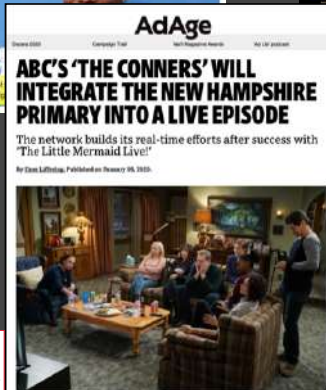 AdAge
Campaign Trail
ABC'S 'THE CONNERS' WILL
INTEGRATE THE NEW HAMPSHIRE
PRIMARY INTO A LIVE EPISODE
The network builds its real-time efforts after success with
'The Little Mermaid Live!'